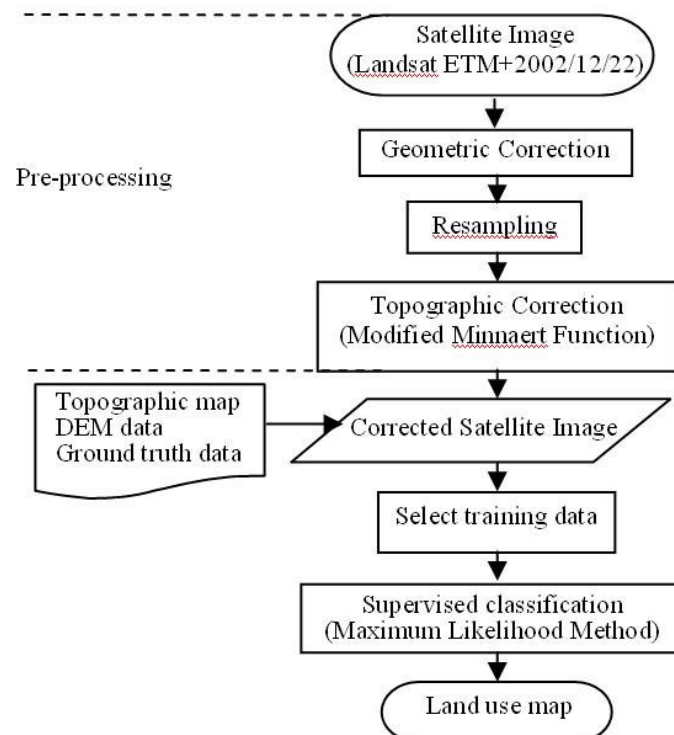 Satellite Image
(Landsat ETM+2002/12/22)
Geometric Correction
Pre-processing
Resampling
Topographic Correction
(Modified Minnaert Function)
Topographic map
DEM data
Ground truth data
Corrected Satellite Image
Select training data
Supervised classification
(Maximum Likelihood Method)
Land use map